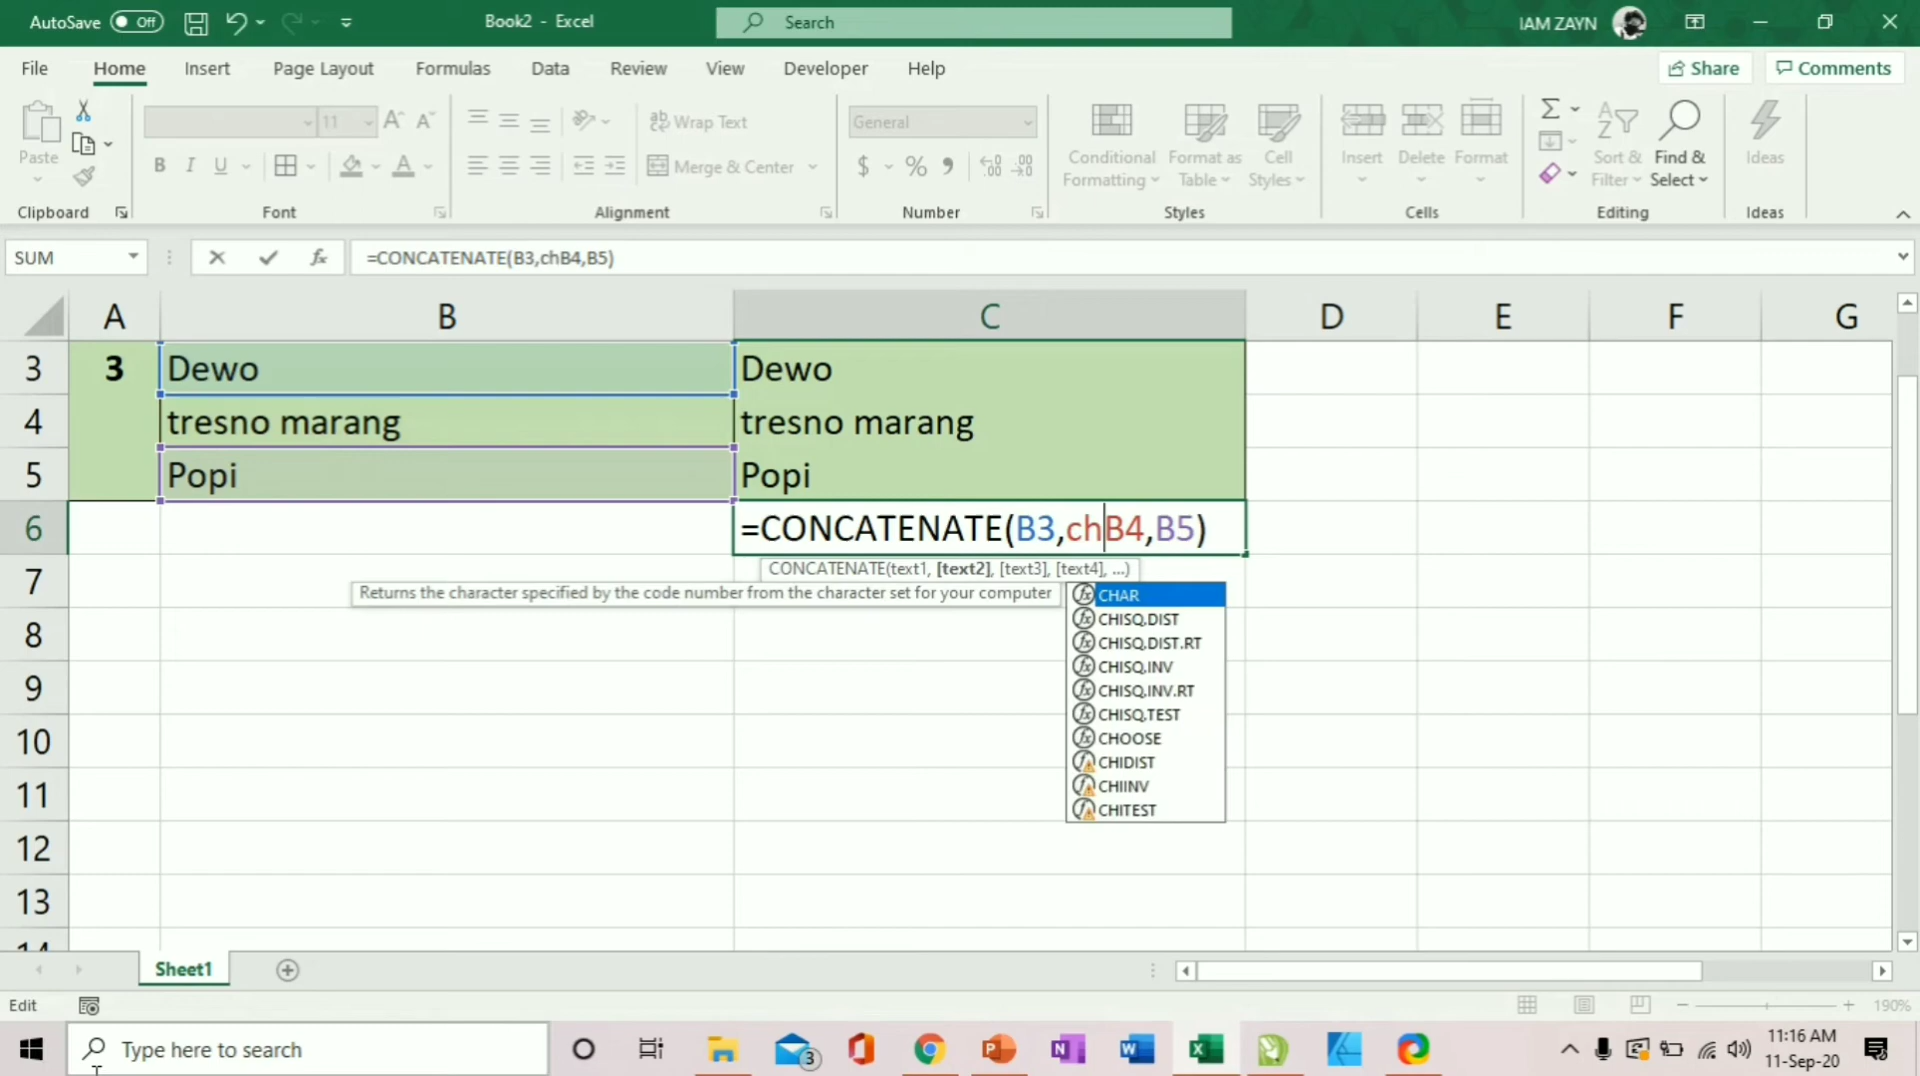 AutoSave Off Book2 - Excel Search IAM ZAYN
File Home Insert Page Layout Formulas Data Review View Developer Help Share Comments
11 Wrap Text General
Paste Conditional Format as Cell Insert Delete Format Sort & Find & Ideas
B I U Merge & Center $ % Formatting Table Styles Filter Select
Clipboard Font Alignment Number Styles Cells Editing Ideas
SUM fx =CONCATENATE(B3,chB4,B5)
A B C D E F G
3 3 Dewo Dewo
4 tresno marang tresno marang
5 Popi Popi
6 =CONCATENATE(B3,chB4,B5)
CONCATENATE(text1, [text2], [text3], [text4], ...)
7 Returns the character specified by the code number from the character set for your computer CHAR
CHISQ.DIST
8 CHISQ.DIST.RT
CHISQ.INV
9 CHISQ.INV.RT
CHISQ.TEST
10 CHOOSE
CHIDIST
11 CHIINV
CHITEST
12
13
14
Sheet1
Edit 190%
Type here to search 3 11:16 AM
11-Sep-20